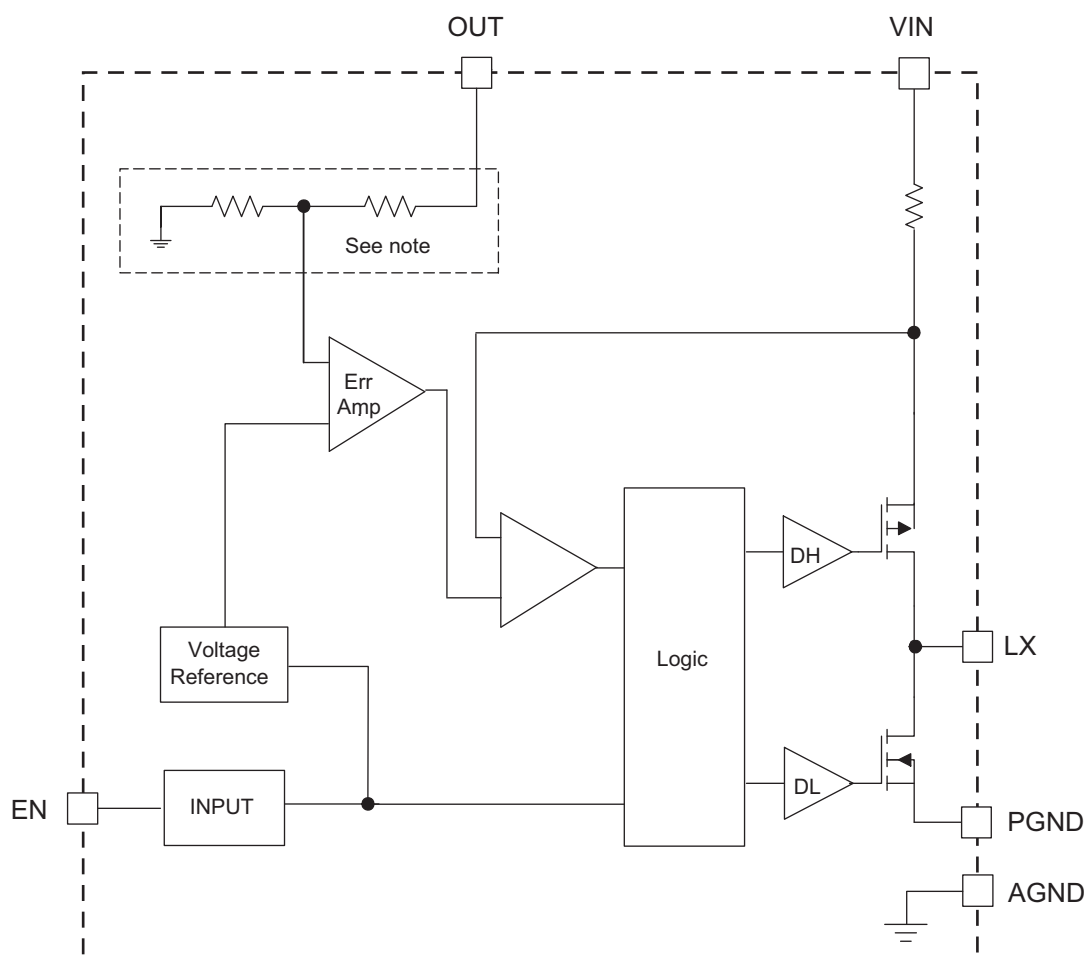 OUT
VIN
See note
Err
Amp
DH
Voltage
Reference
Logic
LX
EN
INPUT
DL
PGND
AGND